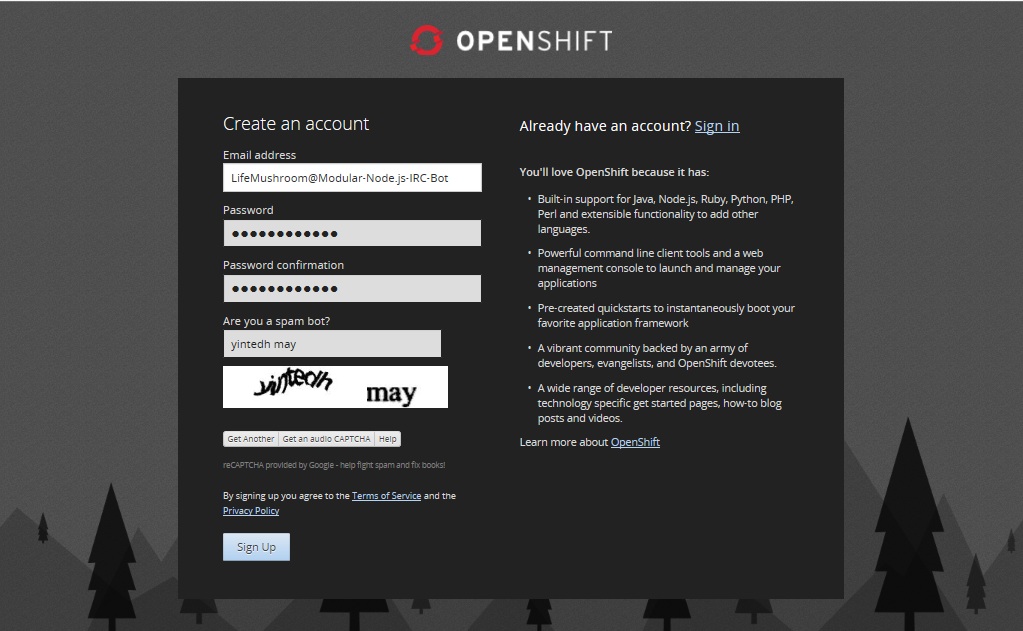 OPENSHIFT
Create an account
Email address
LifeMushroom@Modular-Node.js-IRC-Bot
Password
●●●●●●●●●●●●
Password confirmation
●●●●●●●●●●●●
Are you a spam bot?
yintedh may
yintedh may
Get Another Get an audio CAPTCHA Help
reCAPTCHA provided by Google - help fight spam and fix books!
By signing up you agree to the Terms of Service and the
Privacy Policy
Sign Up
Already have an account? Sign in
You'll love OpenShift because it has:
• Built-in support for Java, Node.js, Ruby, Python, PHP,
Perl and extensible functionality to add other
languages.
• Powerful command line client tools and a web
management console to launch and manage your
applications
• Pre-created quickstarts to instantaneously boot your
favorite application framework
• A vibrant community backed by an army of
developers, evangelists, and OpenShift devotees.
• A wide range of developer resources, including
technology specific get started pages, how-to blog
posts and videos.
Learn more about OpenShift